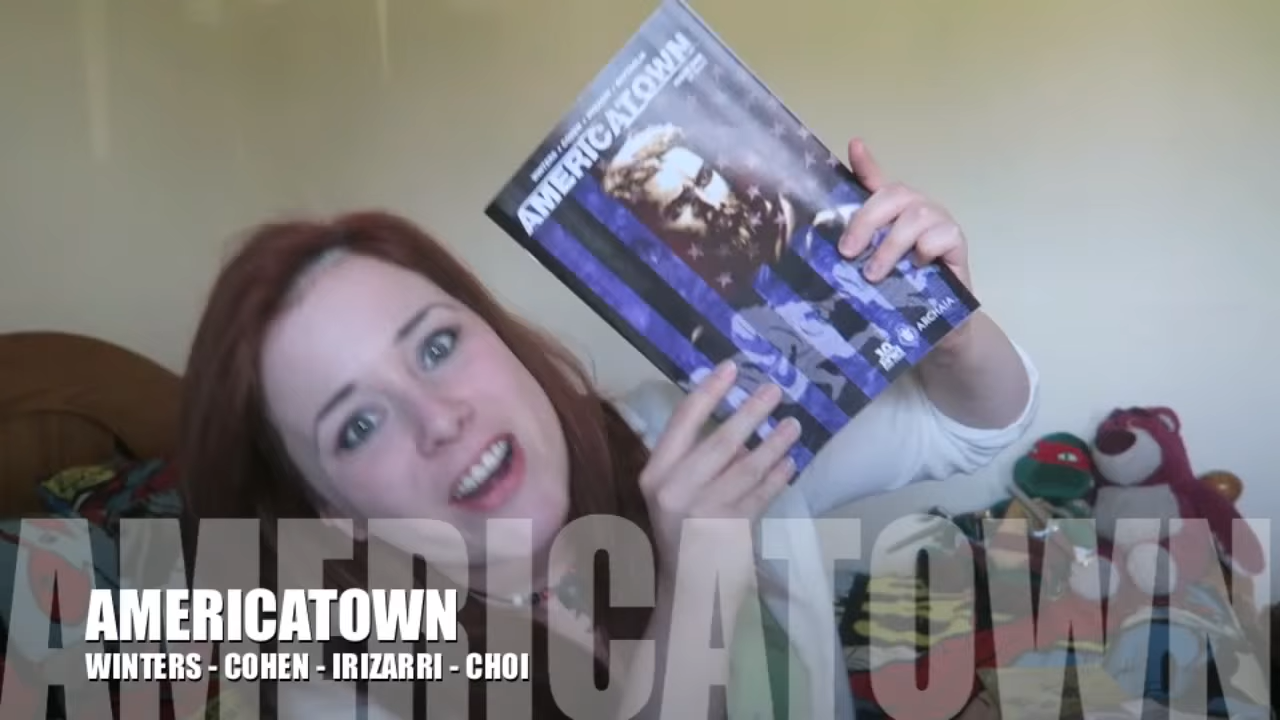 AMERICATOWN
ARCHAIA
AMERICATOWN
AMERICATOWN
WINTERS - COHEN - IRIZARRI - CHOI